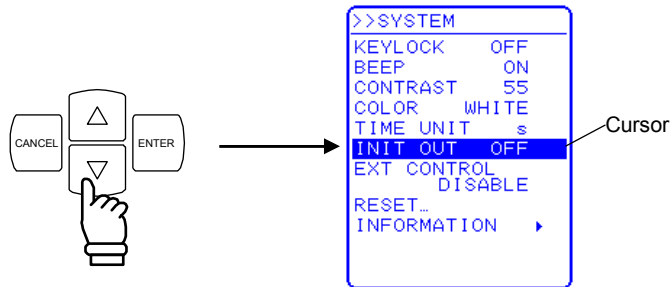 CANCEL
ENTER
>>SYSTEM
KEYLOCK OFF
BEEP ON
CONTRAST 55
COLOR WHITE
TIME UNIT s
INIT OUT OFF
EXT CONTROL
DISABLE
RESET…
INFORMATION
Cursor